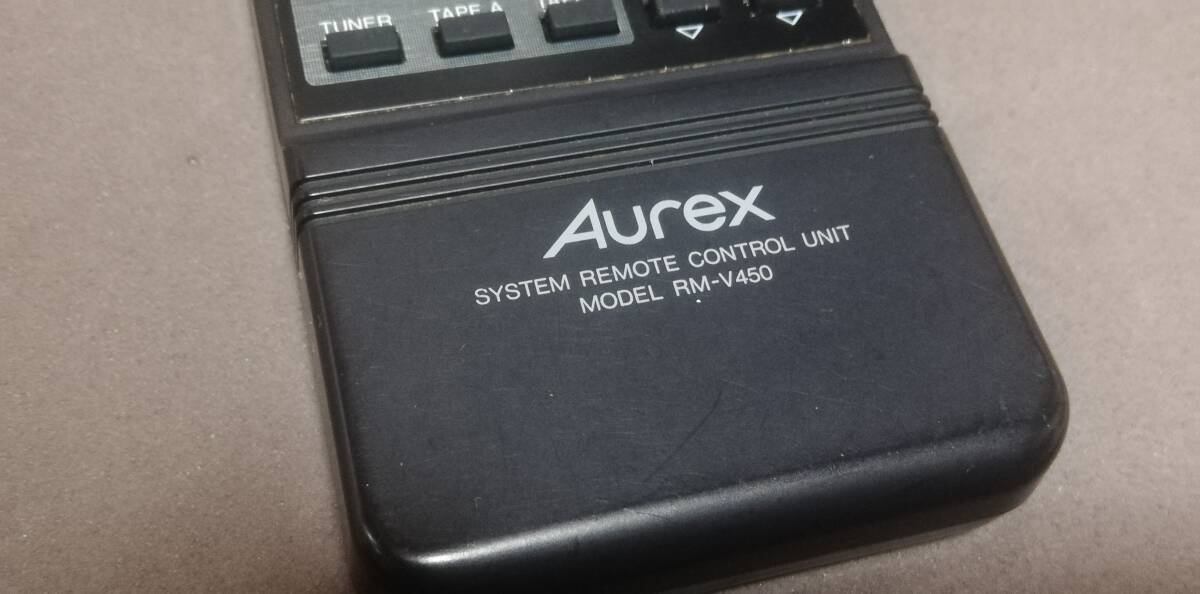 TUNER TAPE A
Aurex
SYSTEM REMOTE CONTROL UNIT
MODEL RM-V450